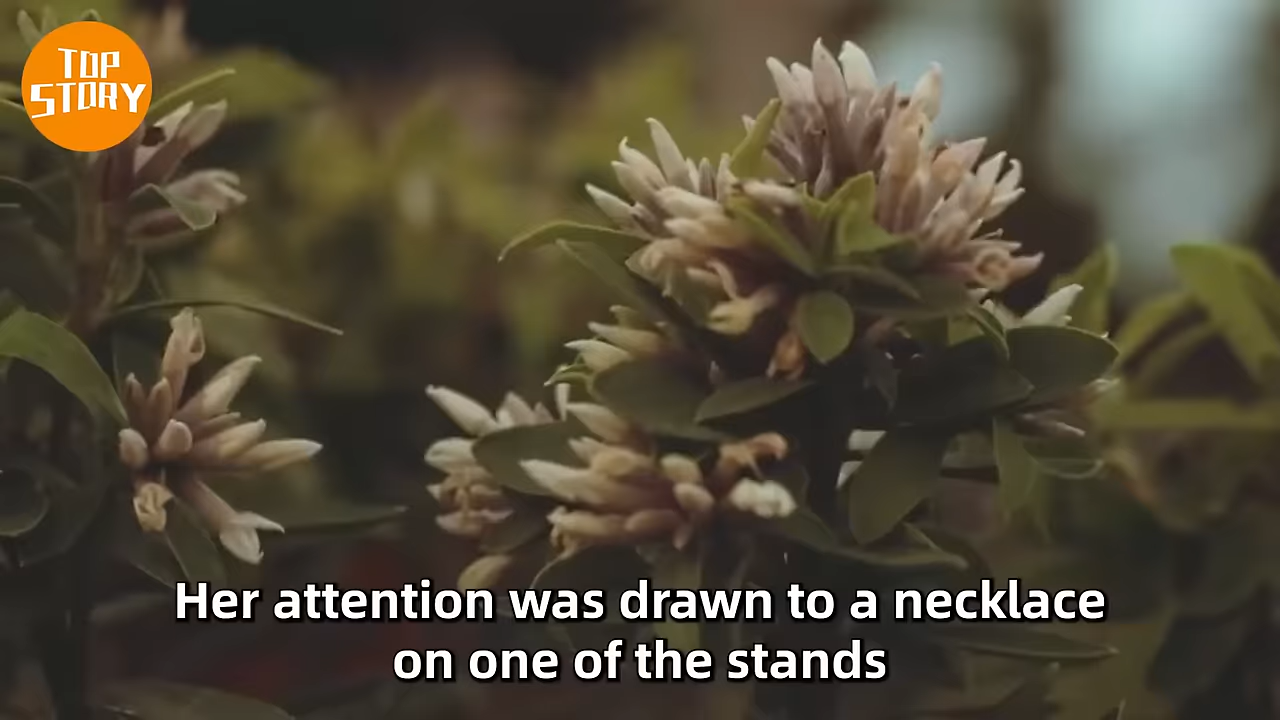 TOP
STORY
Her attention was drawn to a necklace
on one of the stands